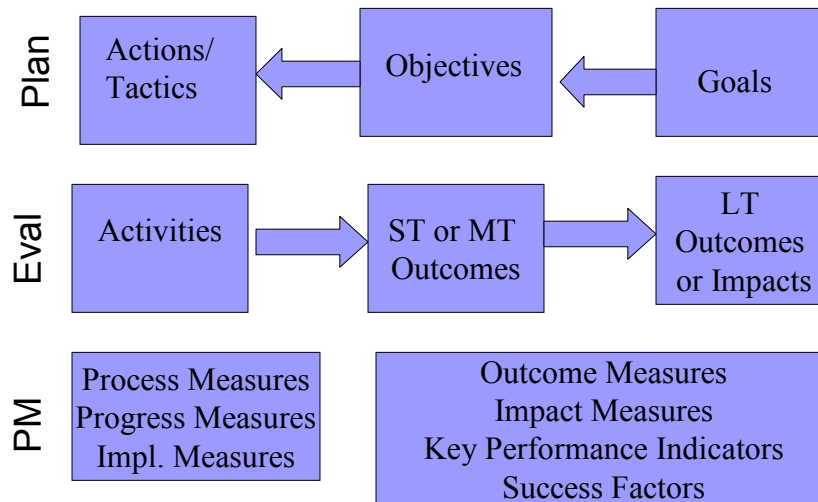 Plan
Actions/
Tactics
Objectives
Goals
Eval
Activities
ST or MT
Outcomes
LT
Outcomes
or Impacts
PM
Process Measures
Progress Measures
Impl. Measures
Outcome Measures
Impact Measures
Key Performance Indicators
Success Factors